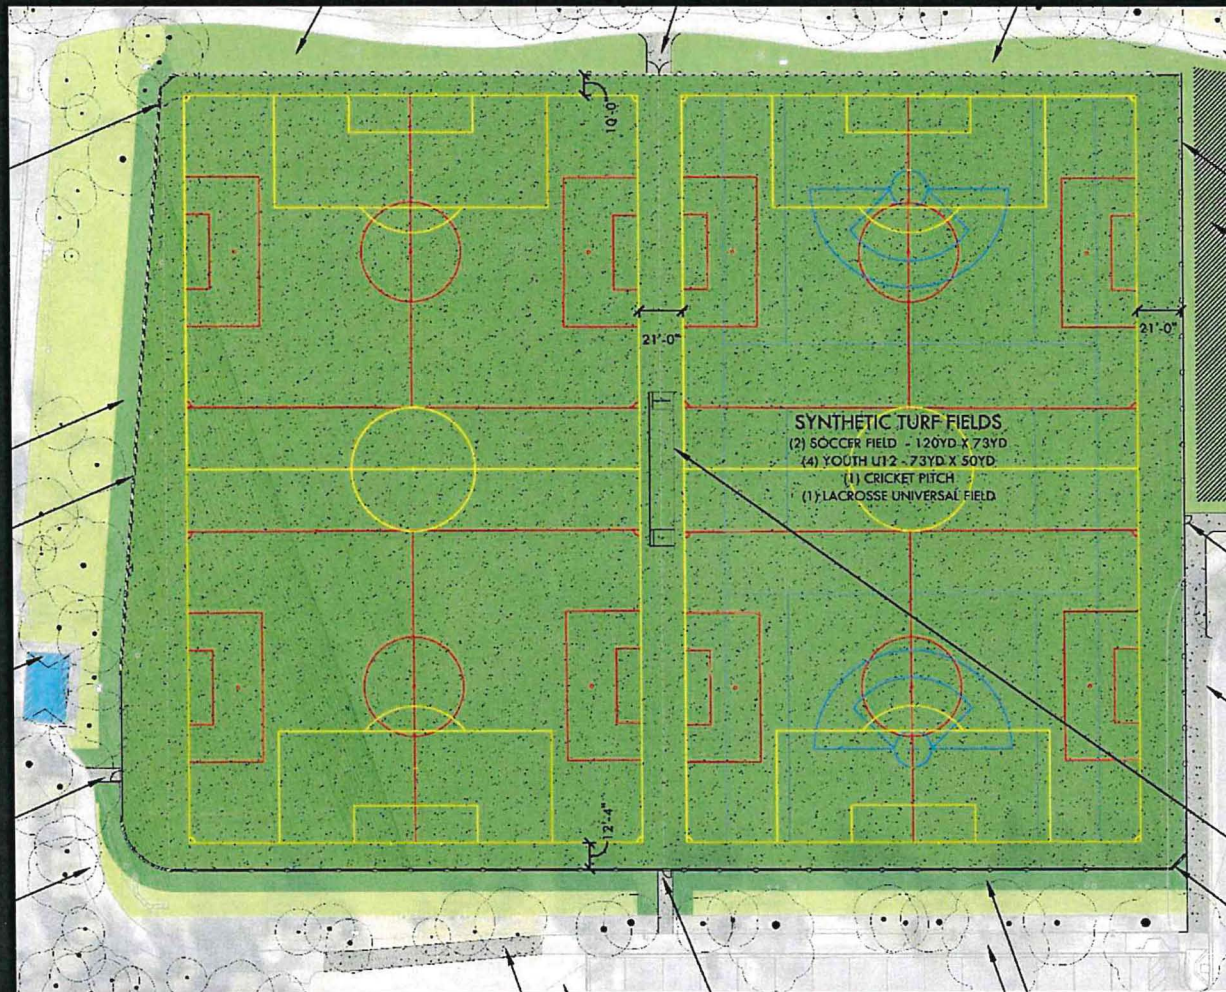 10'-0"
21'-0"
21'-0"
SYNTHETIC TURF FIELDS
(2) SOCCER FIELD - 120YD X 73YD
(4) YOUTH U12 - 73YD X 50YD
(1) CRICKET PITCH
(1) LACROSSE UNIVERSAL FIELD
12'-4"